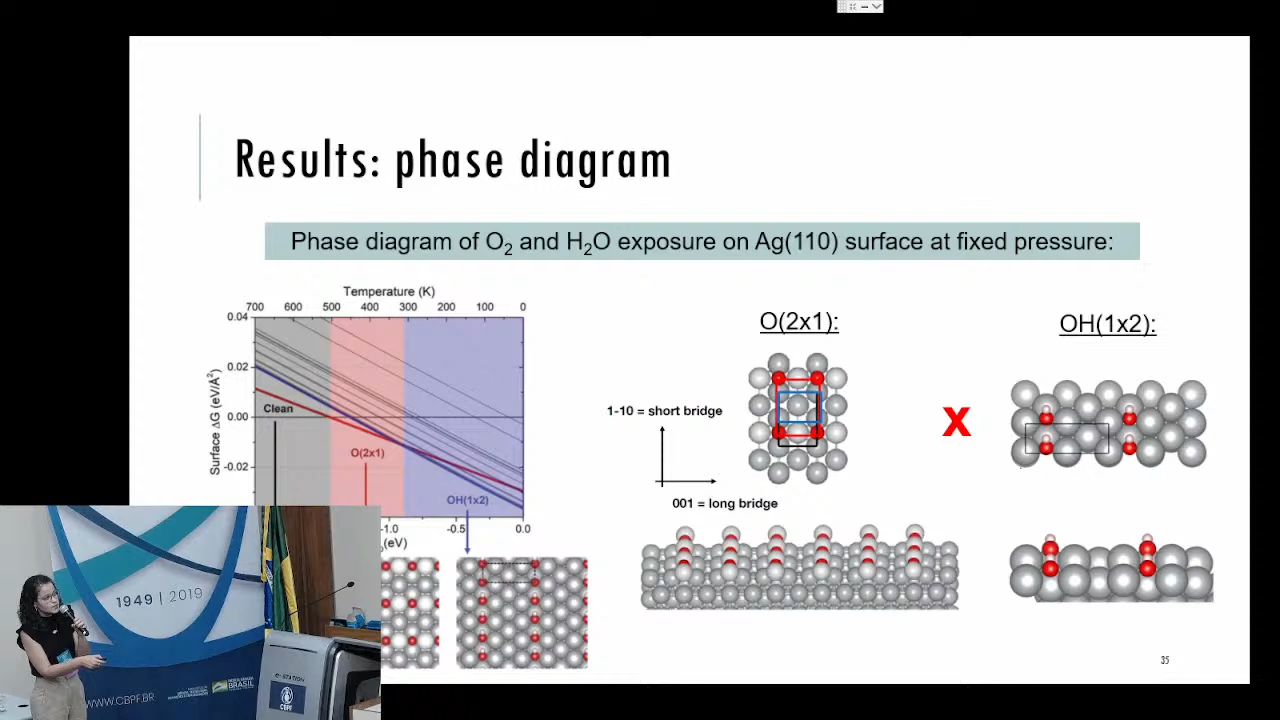 Results: phase diagram
Phase diagram of O₂ and H₂O exposure on Ag(110) surface at fixed pressure:
Temperature (K)
700 600 500 400 300 200 100 0
0.04
0.02
0.00
-0.02
Surface ΔG (eV/Å²)
Clean
O(2x1)
OH(1x2)
-1.0 -0.5 0.0
(eV)
O(2x1):
OH(1x2):
1-10 = short bridge
X
001 = long bridge
35
1949 | 2019
WWW.CBPF.BR
BRASIL
CBPF